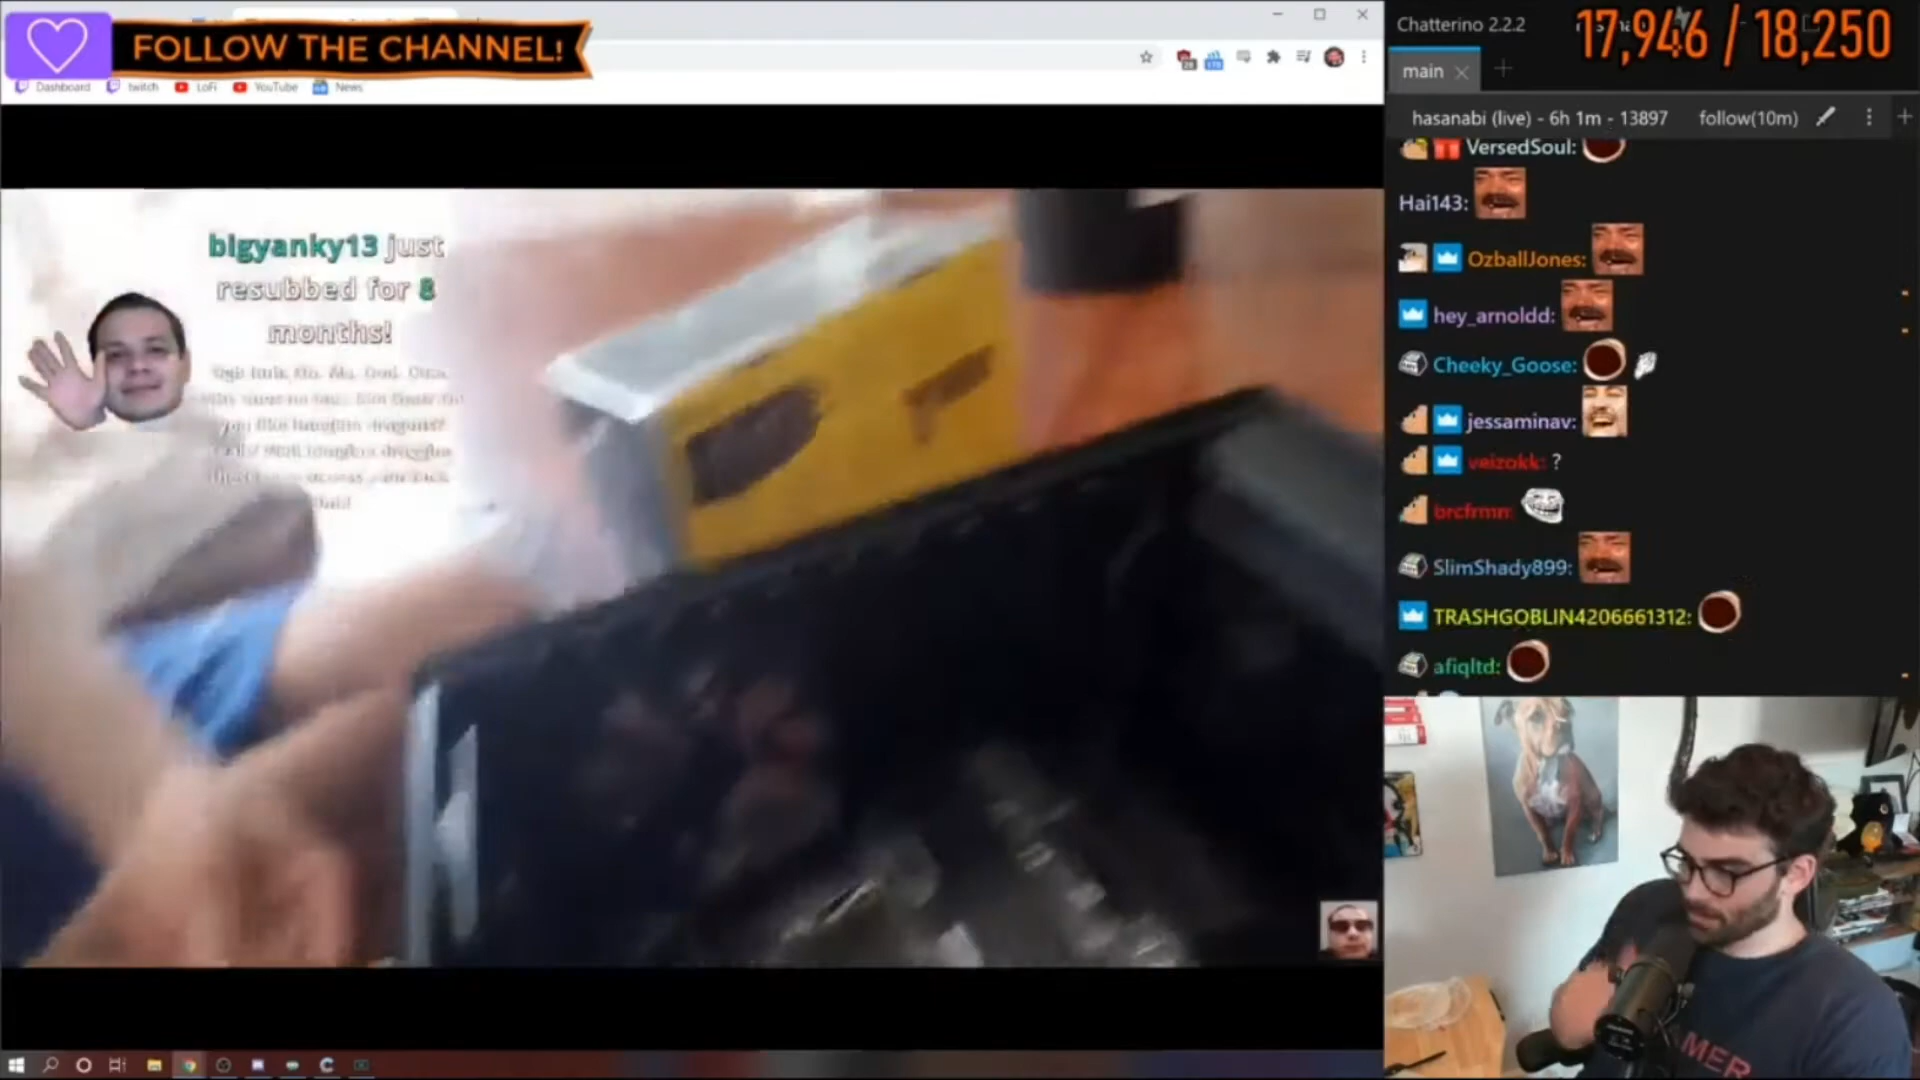 FOLLOW THE CHANNEL!
Dashboard
twitch
LoFi
YouTube
News
bigyanky13 just
resubbed for 8
months!
Chatterino 2.2.2
17,946 / 18,250
main
hasanabi (live) - 6h 1m - 13897
follow(10m)
VersedSoul:
Hai143:
OzballJones:
hey_arnoldd:
Cheeky_Goose:
jessaminav:
veizokk: ?
brcfrmn:
SlimShady899:
TRASHGOBLIN4206661312:
afiqltd: